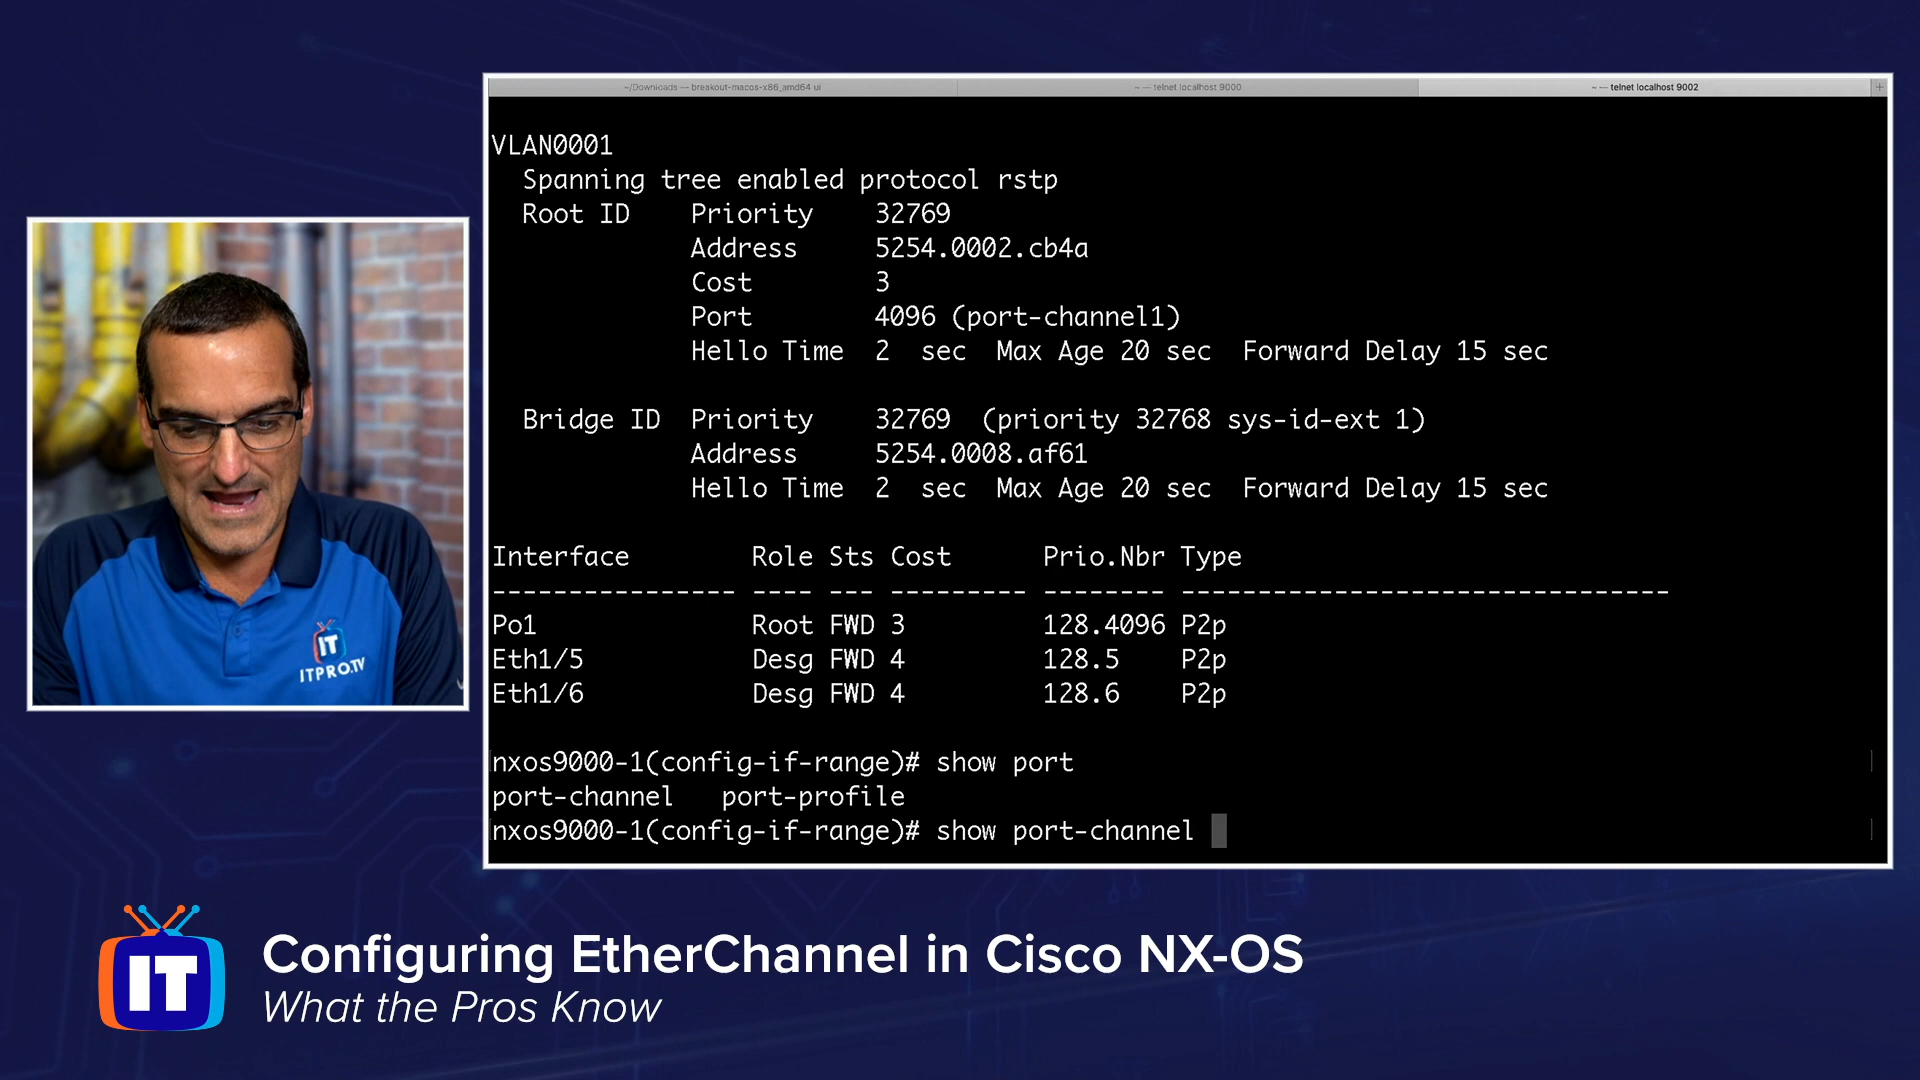 ~/Downloads — breakout-macos-x86_amd64 ui
~ — telnet localhost 9000
~ — telnet localhost 9002
+
VLAN0001
Spanning tree enabled protocol rstp
Root ID Priority 32769
Address 5254.0002.cb4a
Cost 3
Port 4096 (port-channel1)
Hello Time 2 sec Max Age 20 sec Forward Delay 15 sec
Bridge ID Priority 32769 (priority 32768 sys-id-ext 1)
Address 5254.0008.af61
Hello Time 2 sec Max Age 20 sec Forward Delay 15 sec
Interface Role Sts Cost Prio.Nbr Type
---------------- ---- --- --------- -------- --------------------------------
Po1 Root FWD 3 128.4096 P2p
Eth1/5 Desg FWD 4 128.5 P2p
Eth1/6 Desg FWD 4 128.6 P2p
nxos9000-1(config-if-range)# show port
port-channel port-profile
nxos9000-1(config-if-range)# show port-channel
IT
ITPRO.TV
IT
Configuring EtherChannel in Cisco NX-OS
What the Pros Know